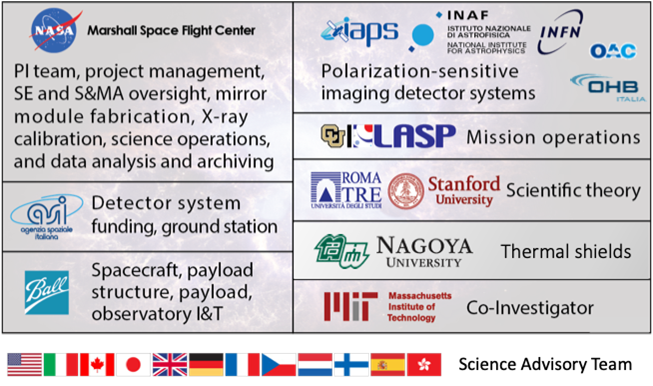 NASA
Marshall Space Flight Center
PI team, project management,
SE and S&MA oversight, mirror
module fabrication, X-ray
calibration, science operations,
and data analysis and archiving
asi
agenzia spaziale
italiana
Detector system
funding, ground station
Ball
Spacecraft, payload
structure, payload,
observatory I&T
iaps
INAF
ISTITUTO NAZIONALE
DI ASTROFISICA
NATIONAL INSTITUTE
FOR ASTROPHYSICS
INFN
OAC
OHB
ITALIA
Polarization-sensitive
imaging detector systems
CU
LASP
Mission operations
ROMA
TRE
UNIVERSITÀ DEGLI STUDI
Stanford
University
Scientific theory
NAGOYA
UNIVERSITY
Thermal shields
MIT
Massachusetts
Institute of
Technology
Co-Investigator
Science Advisory Team